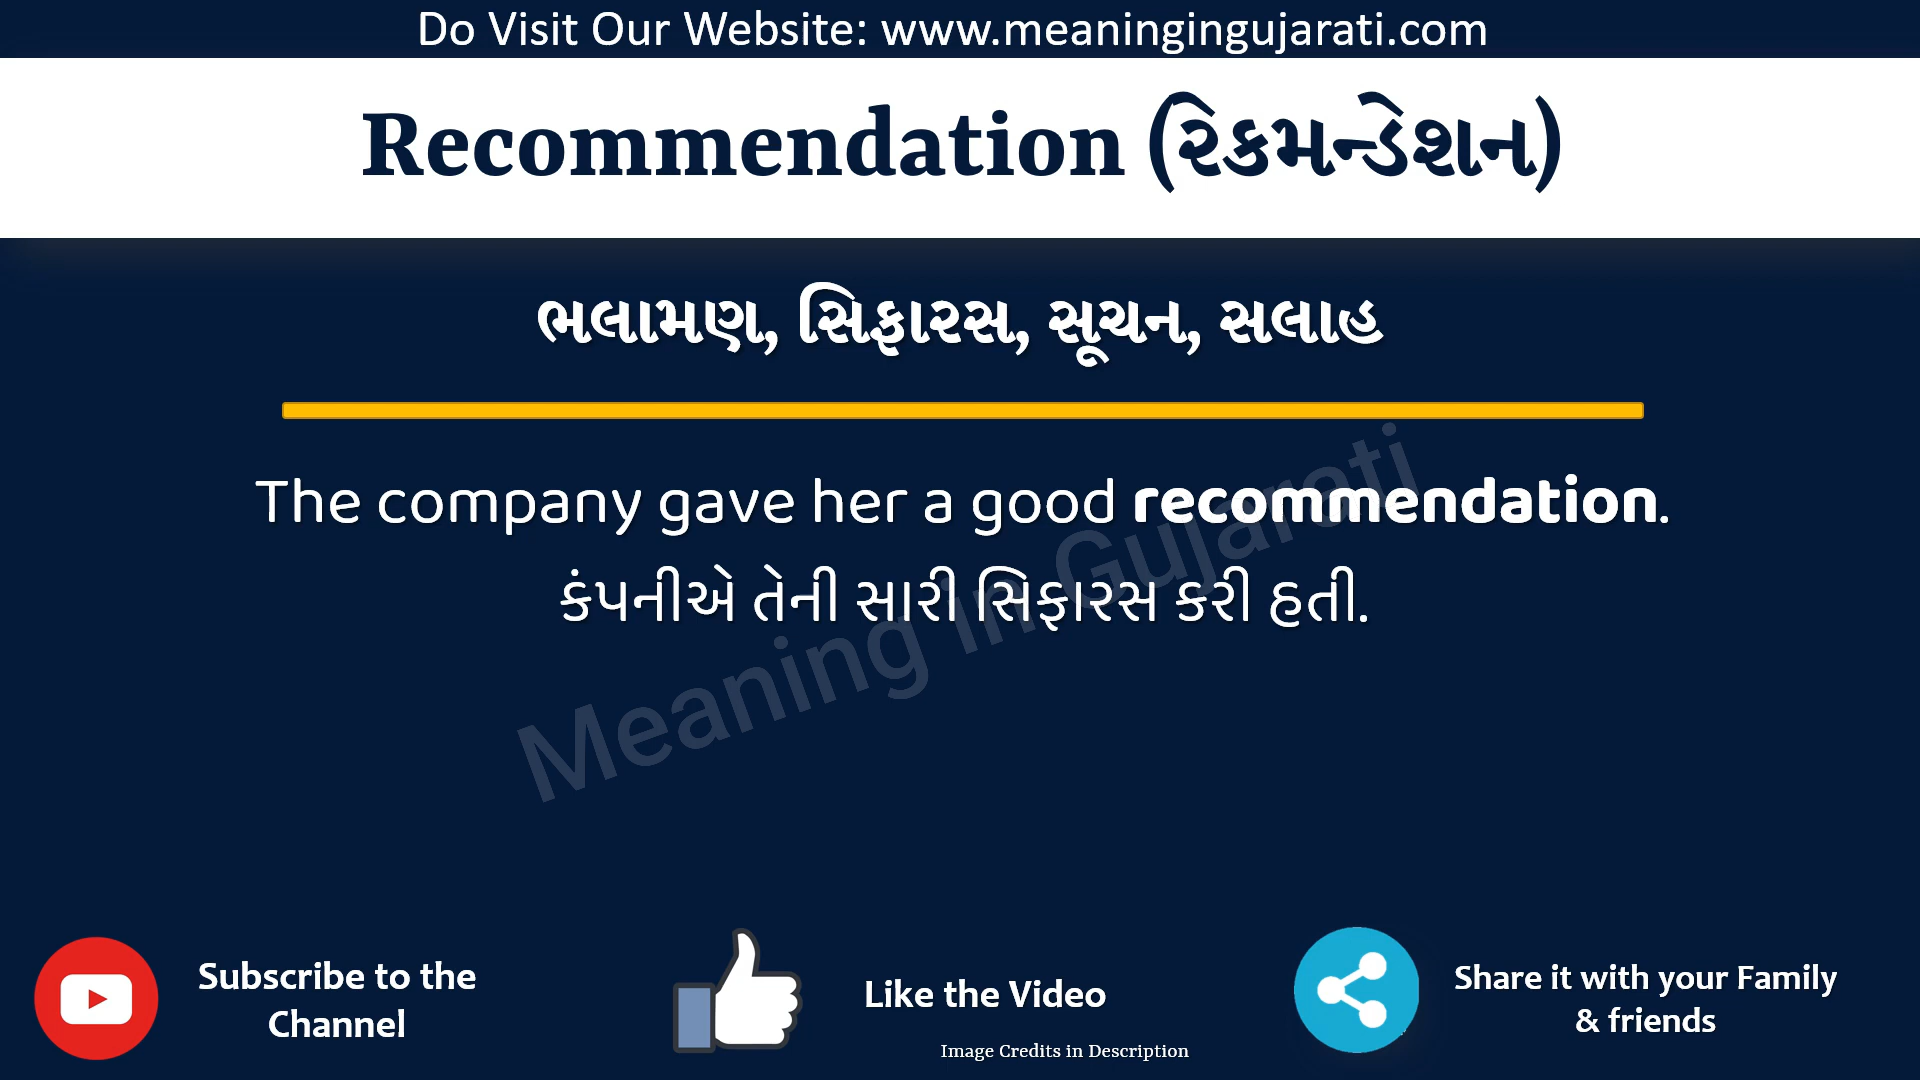 Do Visit Our Website: www.meaningingujarati.com
Recommendation (રેકમન્ડેશન)
ભલામણ, સિફારસ, સૂચન, સલાહ
The company gave her a good recommendation.
કંપનીએ તેની સારી સિફારસ કરી હતી.
Meaning in Gujarati
Subscribe to the
Channel
Like the Video
Share it with your Family
& friends
Image Credits in Description